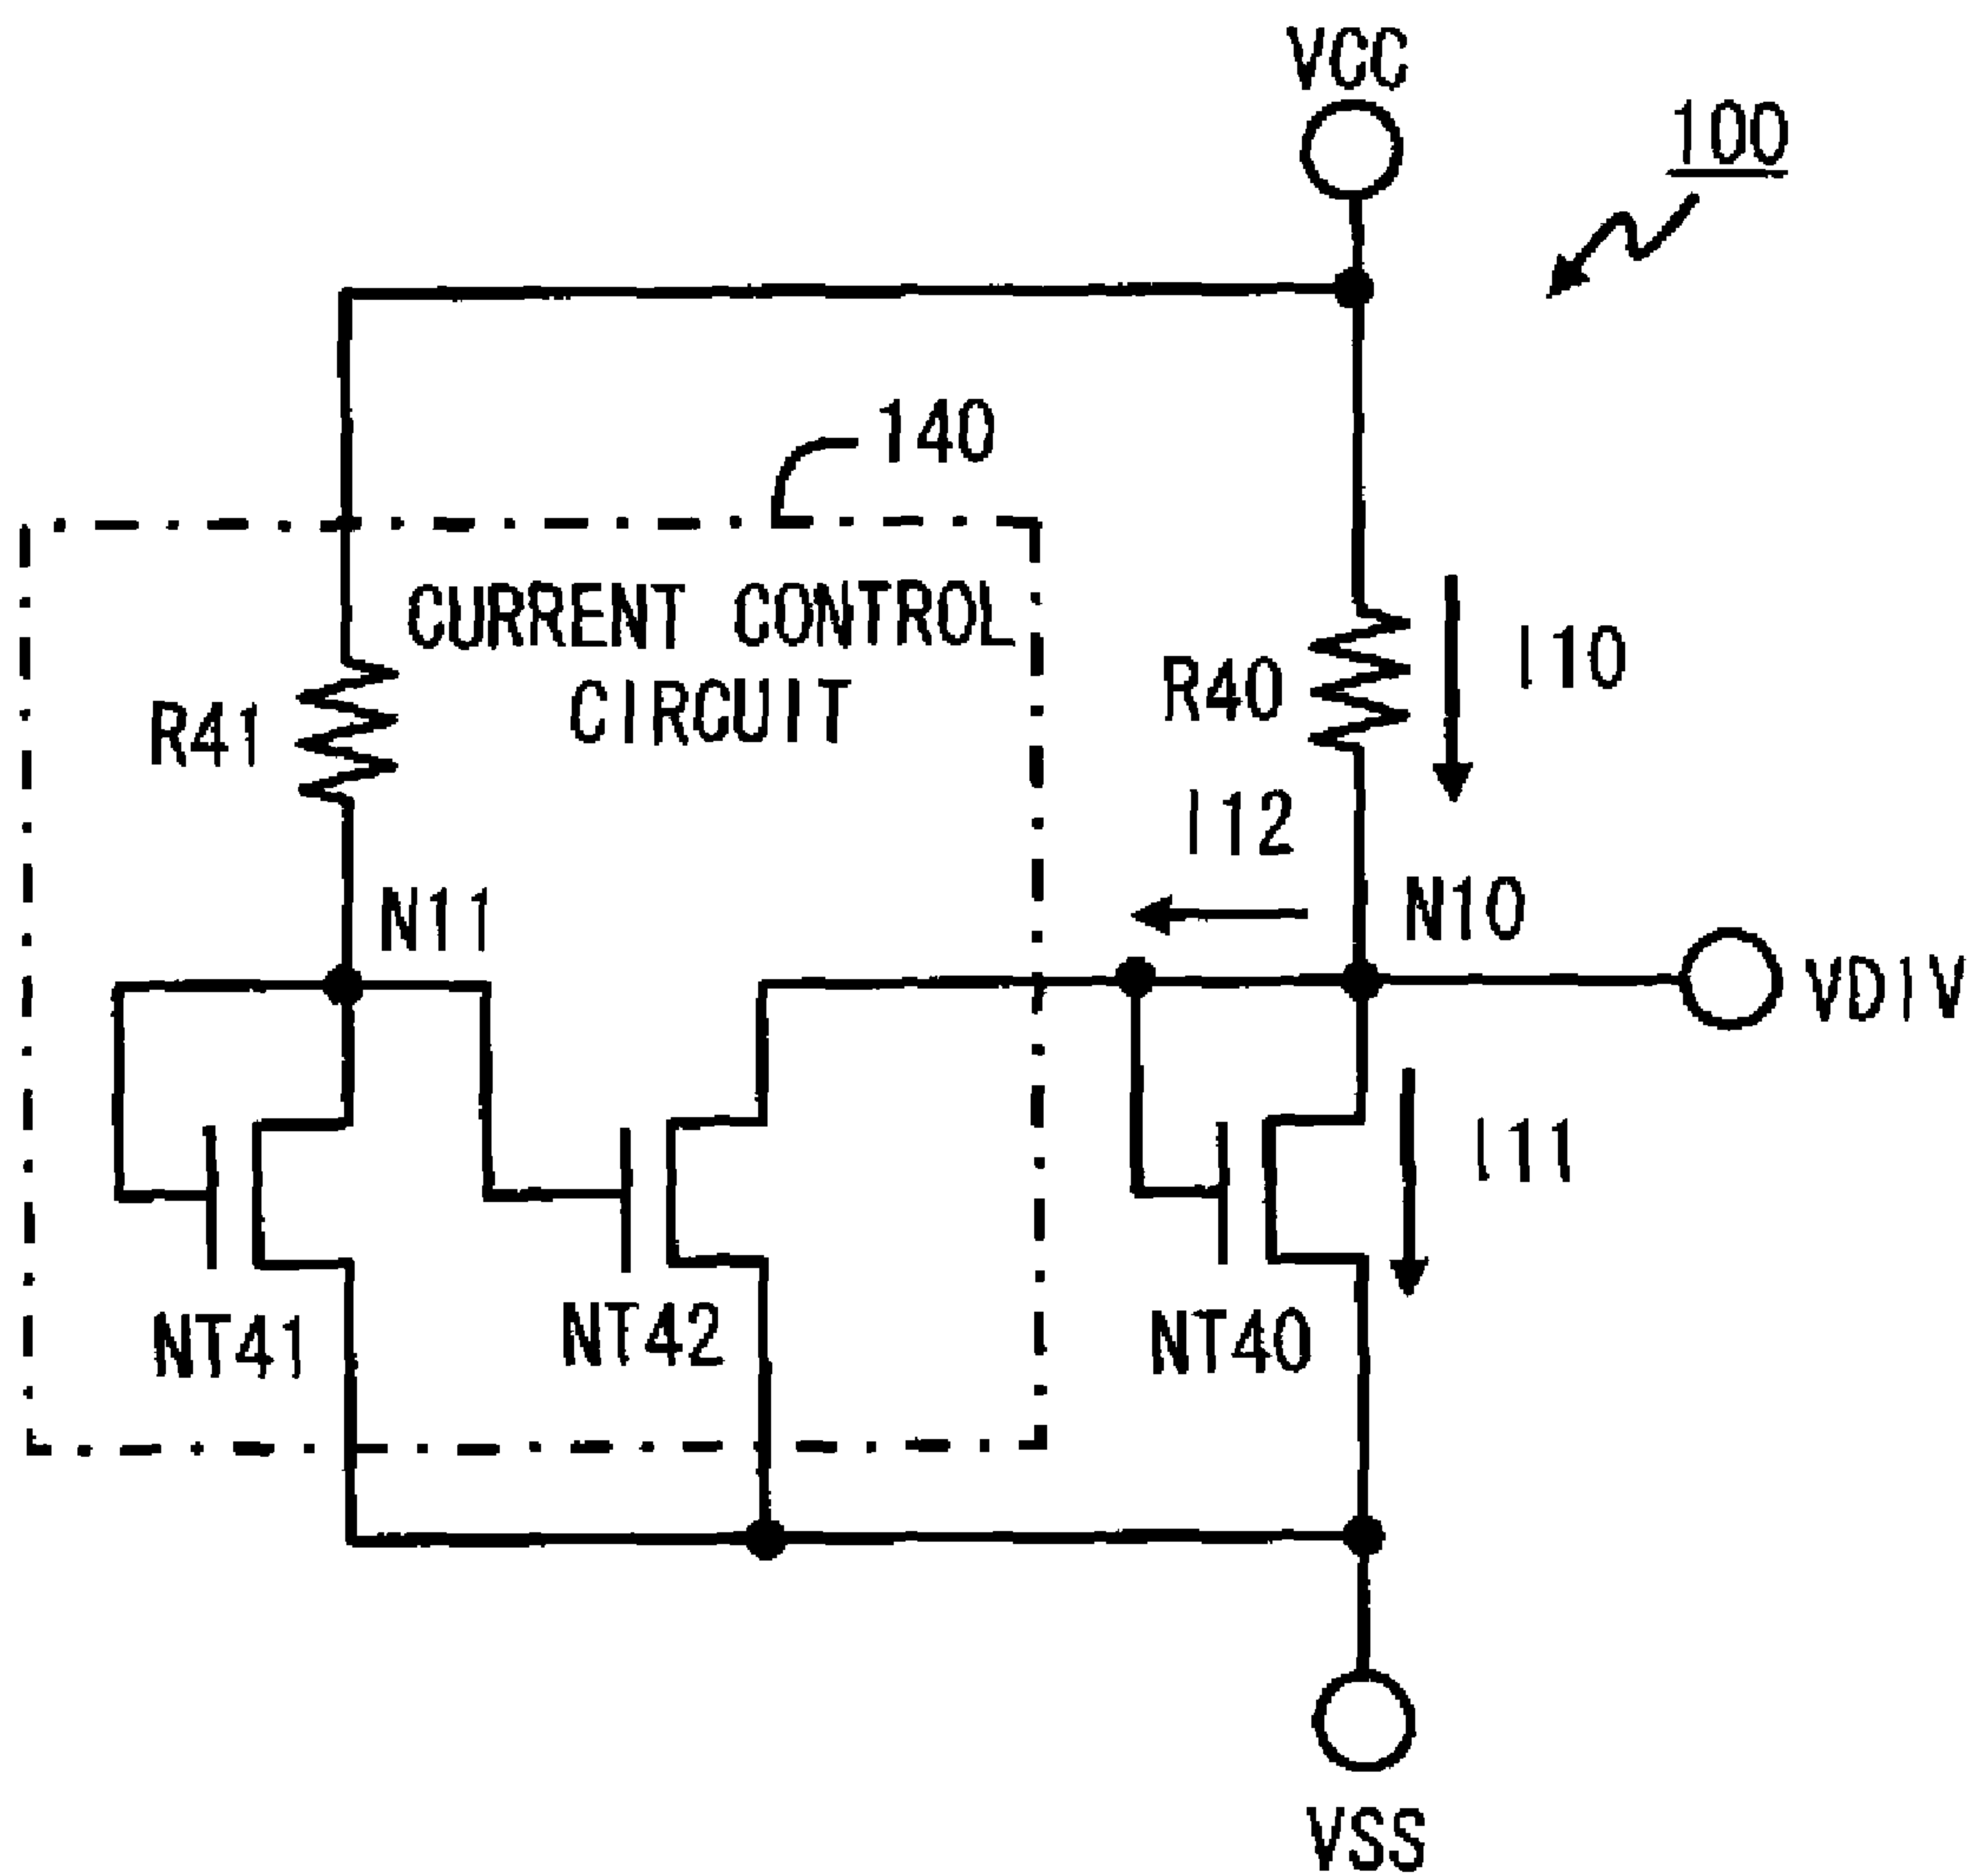 VCC
100
140
CURRENT CONTROL
CIRCUIT
I10
R40
R41
I12
N11
N10
VDIV
I11
NT41
NT42
NT40
VSS